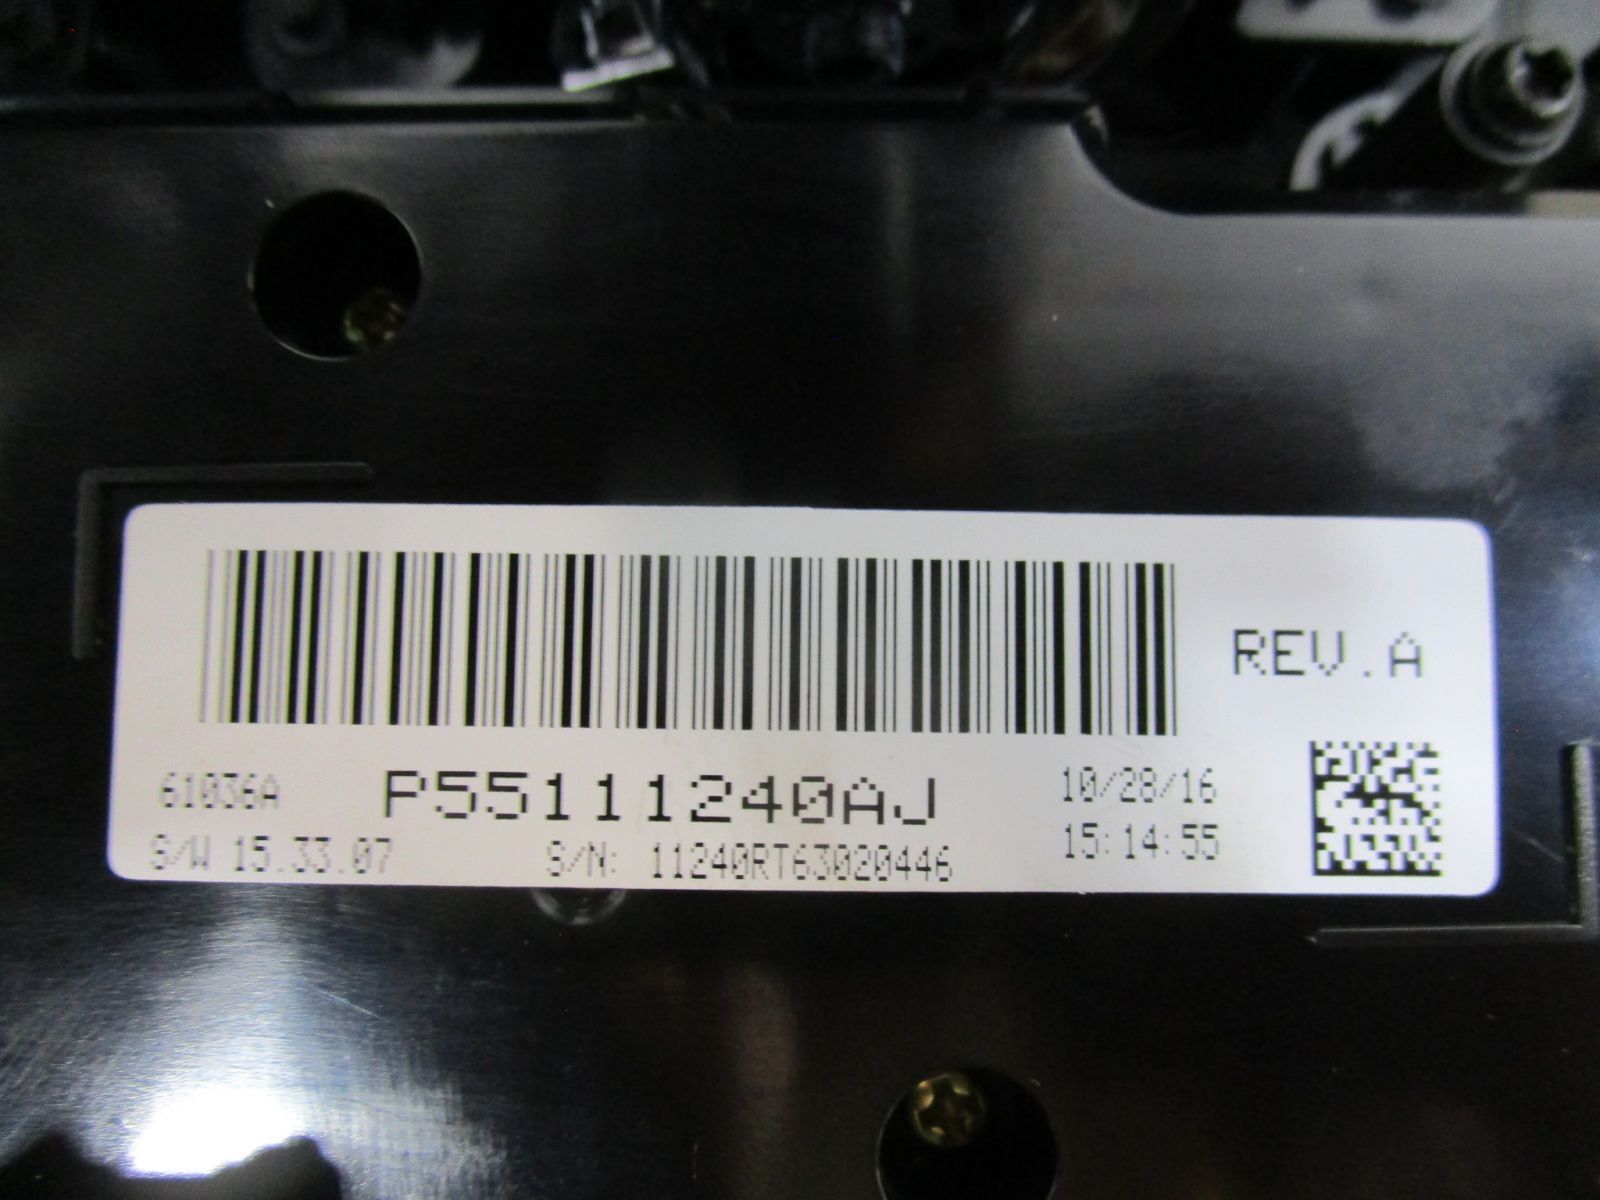 REV.A
61036A P55111240AJ 10/28/16
S/W 15.33.07 S/N: 11240RT63020446 15:14:55